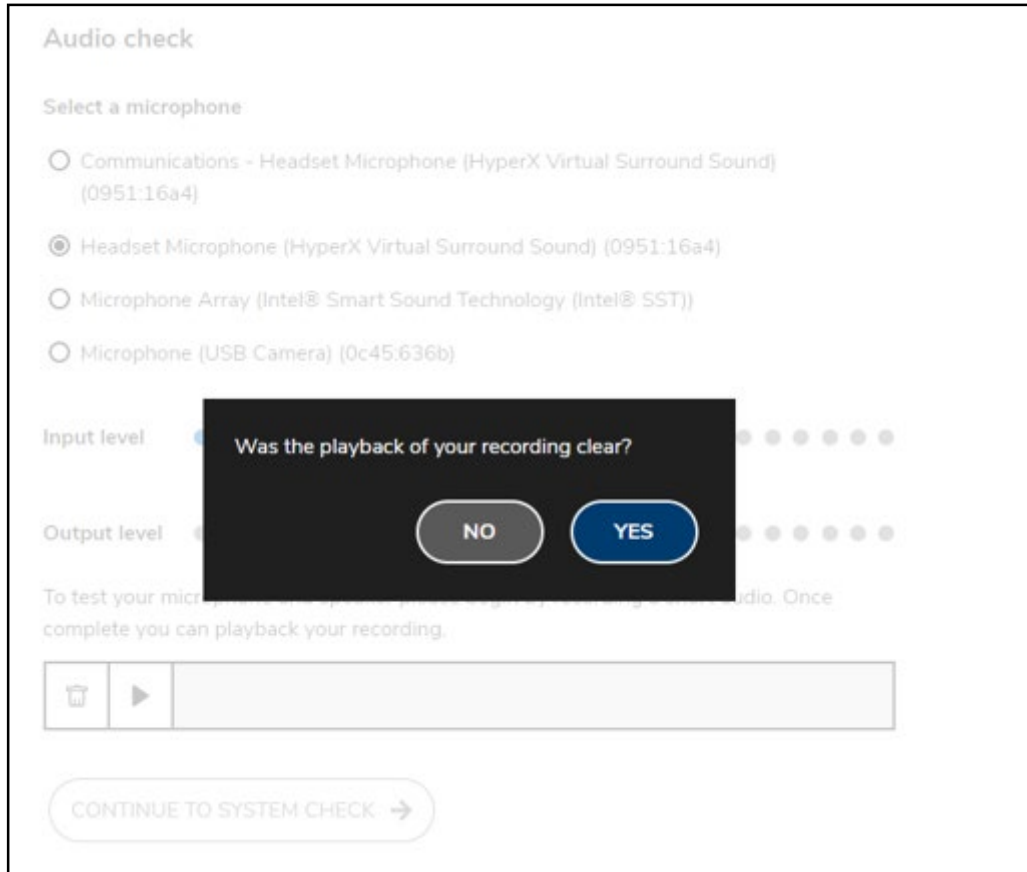 Audio check
Select a microphone
Communications - Headset Microphone (HyperX Virtual Surround Sound)
(0951:16a4)
Headset Microphone (HyperX Virtual Surround Sound) (0951:16a4)
Microphone Array (Intel® Smart Sound Technology (Intel® SST))
Microphone (USB Camera) (0c45:636b)
Input level
Was the playback of your recording clear?
NO
YES
Output level
To test your audio. Once
complete you can playback your recording.
CONTINUE TO SYSTEM CHECK